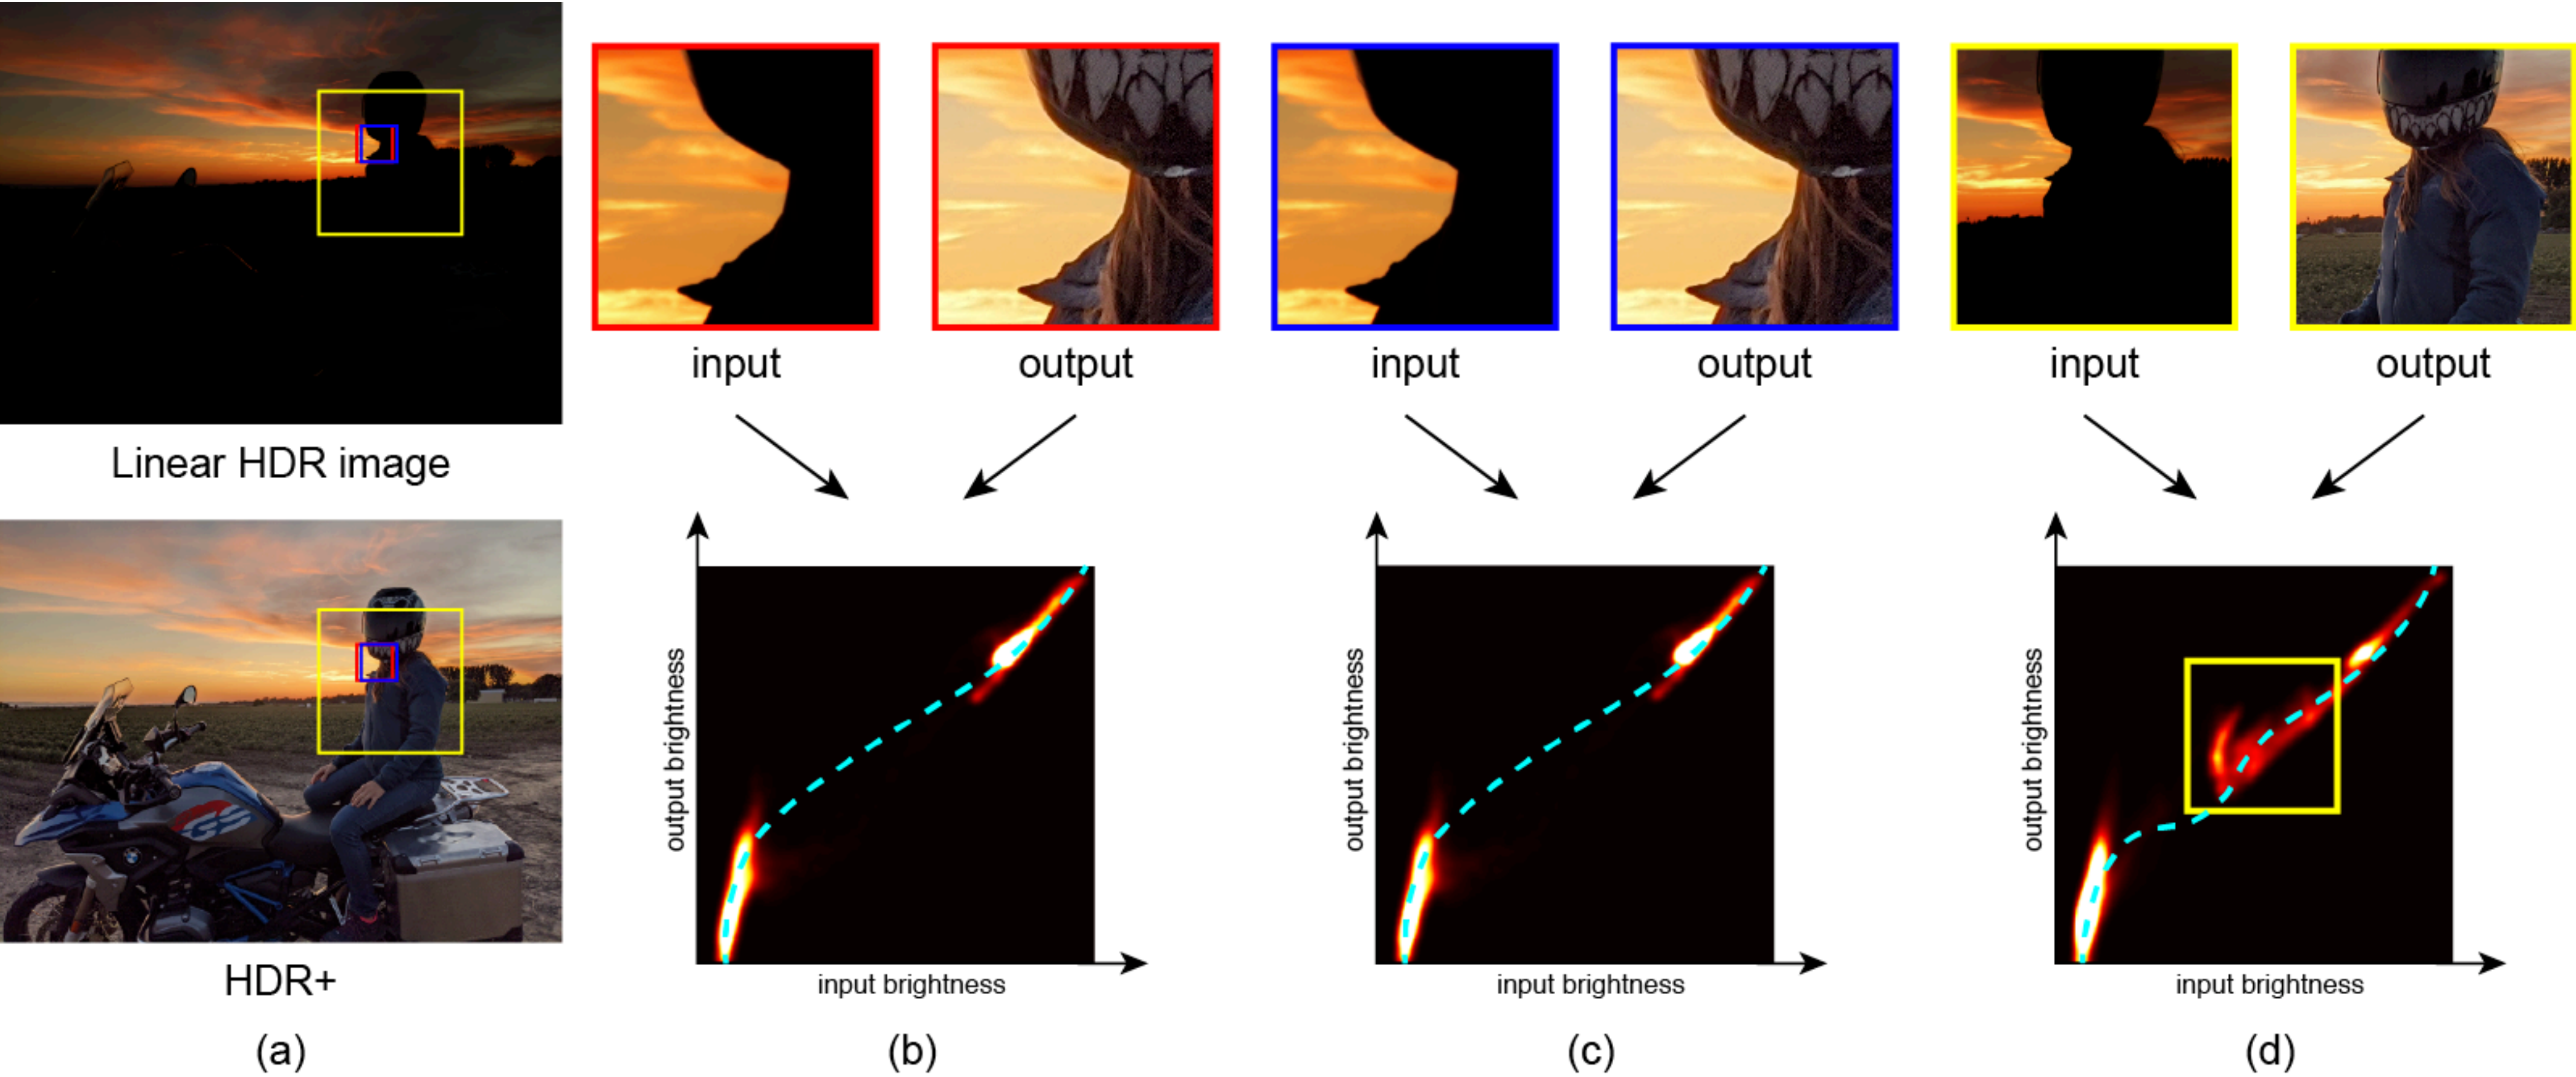 Linear HDR image
HDR+
(a)
input
output
output brightness
input brightness
(b)
input
output
output brightness
input brightness
(c)
input
output
output brightness
input brightness
(d)
GS